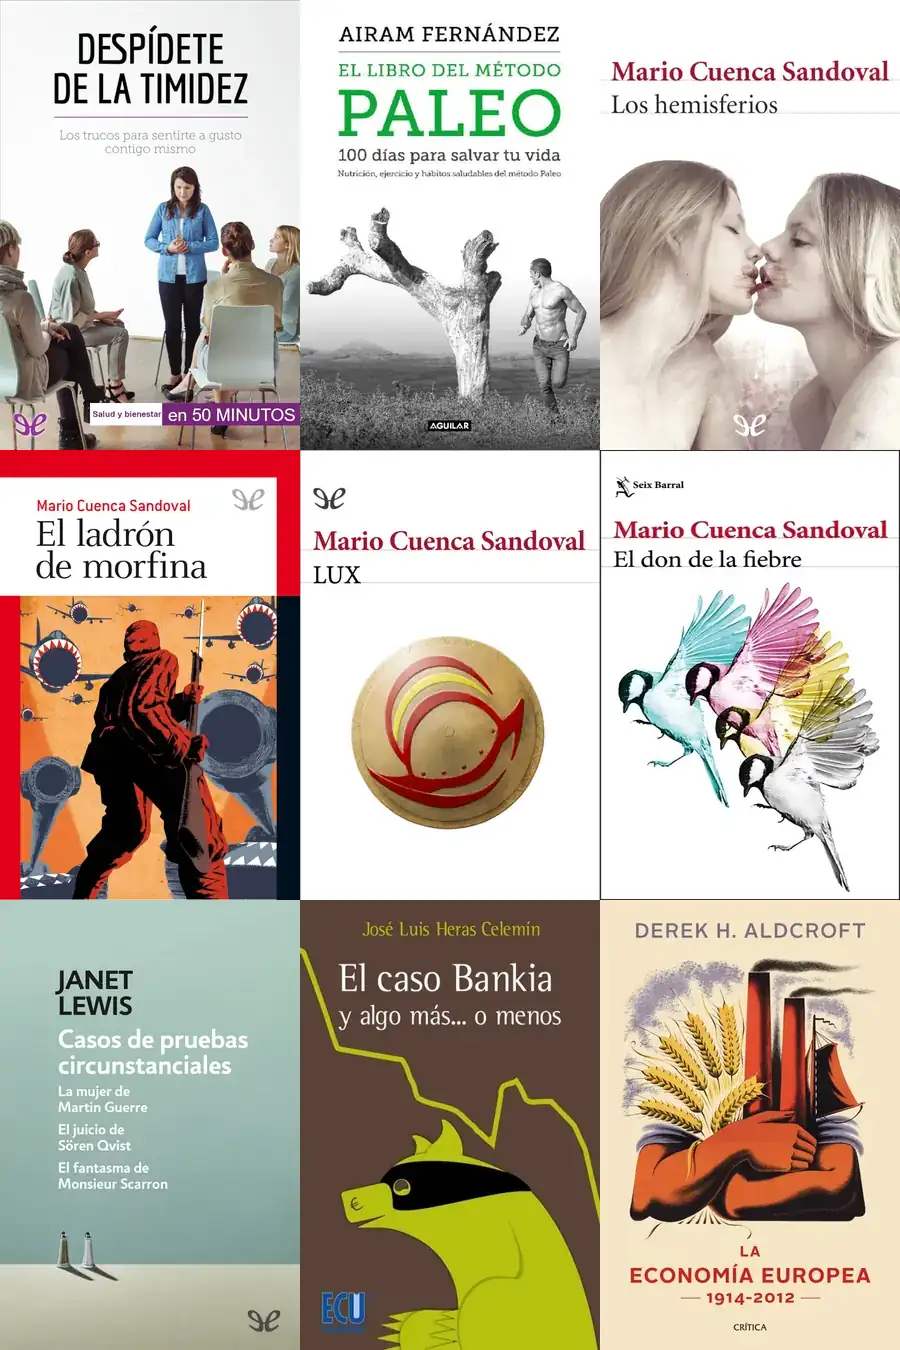 DESPÍDETE
DE LA TIMIDEZ
Los trucos para sentirte a gusto
contigo mismo
Salud y bienestar en 50 MINUTOS
AIRAM FERNÁNDEZ
EL LIBRO DEL MÉTODO
PALEO
100 días para salvar tu vida
Nutrición, ejercicio y hábitos saludables del método Paleo
AGUILAR
Mario Cuenca Sandoval
Los hemisferios
Mario Cuenca Sandoval
El ladrón
de morfina
Mario Cuenca Sandoval
LUX
Seix Barral
Mario Cuenca Sandoval
El don de la fiebre
JANET
LEWIS
Casos de pruebas
circunstanciales
La mujer de
Martin Guerre
El juicio de
Sören Qvist
El fantasma de
Monsieur Scarron
José Luis Heras Celemín
El caso Bankia
y algo más... o menos
€
ECU
DEREK H. ALDCROFT
LA
ECONOMÍA EUROPEA
1914-2012
CRÍTICA